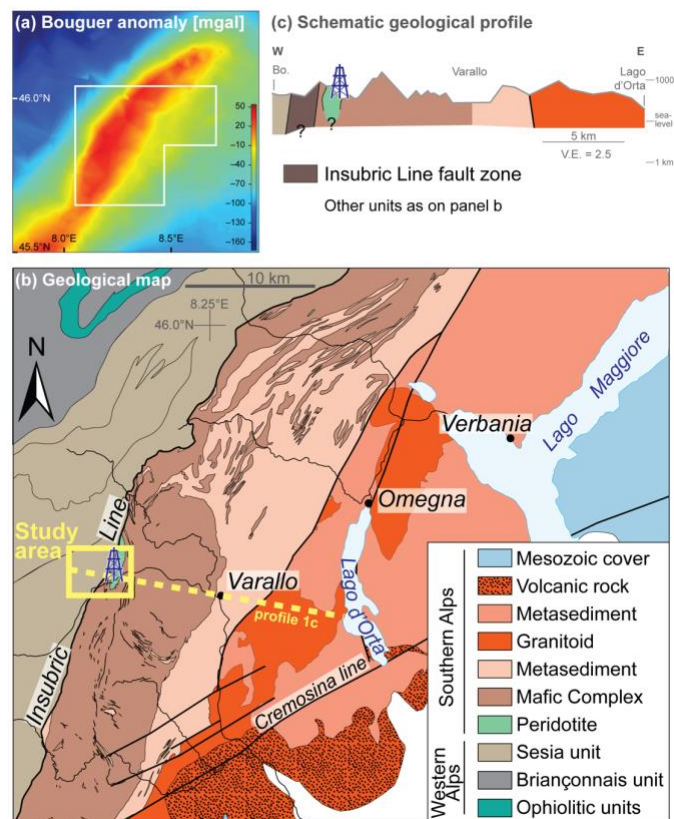 (a) Bouguer anomaly [mgal]
46.0°N
50
20
-10
-40
-70
-100
-130
-160
8.0°E
8.5°E
45.5°N
(c) Schematic geological profile
W
E
Bo.
Varallo
Lago
d'Orta
1000
sea-
level
1 km
?
?
5 km
V.E. = 2.5
Insubric Line fault zone
Other units as on panel b
(b) Geological map
10 km
8.25°E
46.0°N
N
Lago Maggiore
Verbania
Omegna
Study
area
Insubric Line
Varallo
profile 1c
Lago d'Orta
Cremosina line
Southern Alps
Mesozoic cover
Volcanic rock
Metasediment
Granitoid
Metasediment
Mafic Complex
Peridotite
Western Alps
Sesia unit
Briançonnais unit
Ophiolitic units